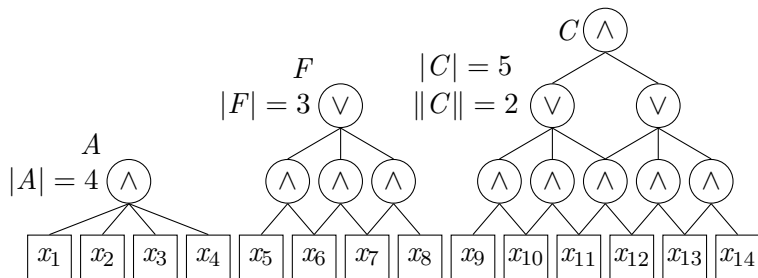 C ∧
F |C| = 5
|F| = 3 ∨ ‖C‖ = 2 ∨ ∨
A
|A| = 4 ∧ ∧ ∧ ∧ ∧ ∧ ∧ ∧ ∧
x₁ x₂ x₃ x₄ x₅ x₆ x₇ x₈ x₉ x₁₀ x₁₁ x₁₂ x₁₃ x₁₄